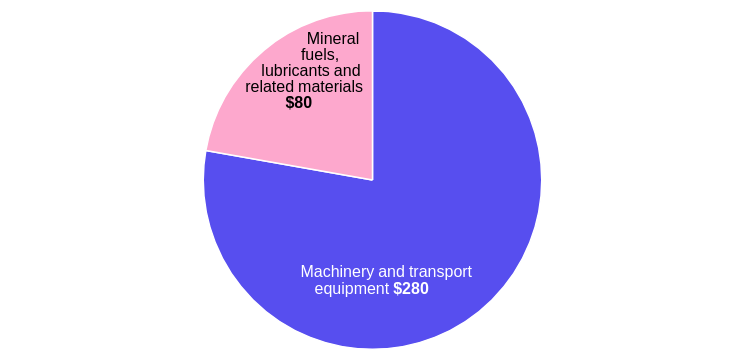 Mineral
fuels,
lubricants and
related materials
$80
Machinery and transport
equipment $280